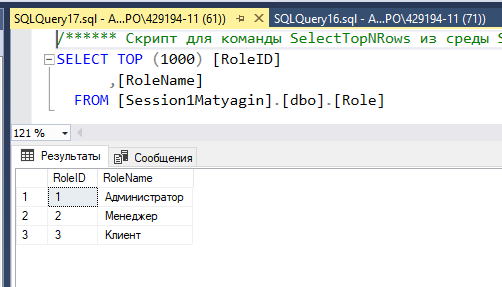 SQLQuery17.sql - A...PO\429194-11 (61)) SQLQuery16.sql - A...PO\429194-11 (71))
/****** Скрипт для команды SelectTopNRows из среды S
SELECT TOP (1000) [RoleID]
,[RoleName]
FROM [Session1Matyagin].[dbo].[Role]
121 %
Результаты Сообщения
RoleID RoleName
1 1 Администратор
2 2 Менеджер
3 3 Клиент